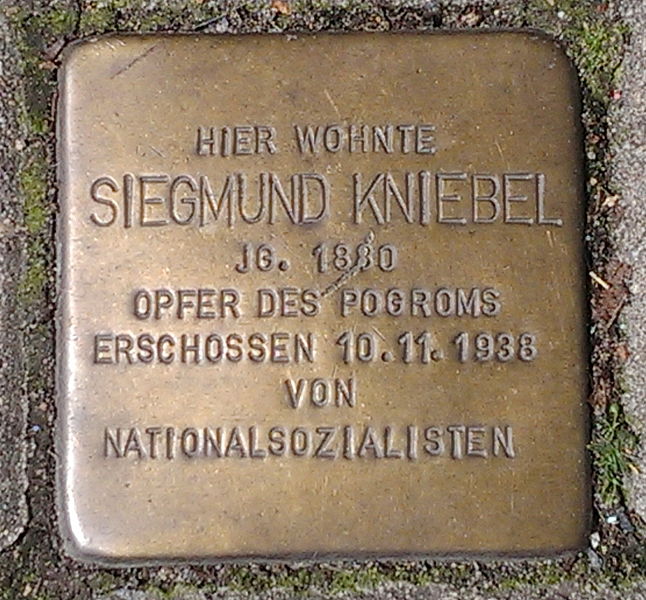 HIER WOHNTE
SIEGMUND KNIEBEL
JG. 1880
OPFER DES POGROMS
ERSCHOSSEN 10.11.1938
VON
NATIONALSOZIALISTEN